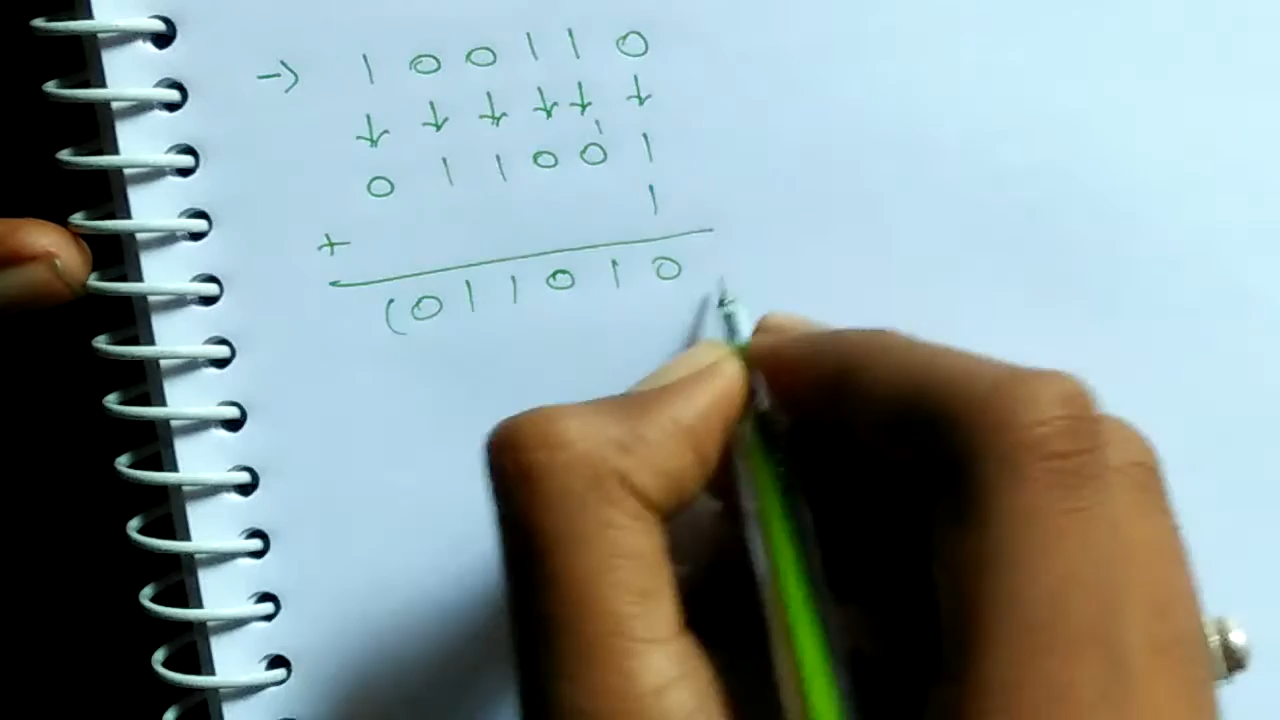 → 1 0 0 1 1 0
↓ ↓ ↓ ↓ ↓ ↓
1
0 1 1 0 0 1
1
+
(0 1 1 0 1 0